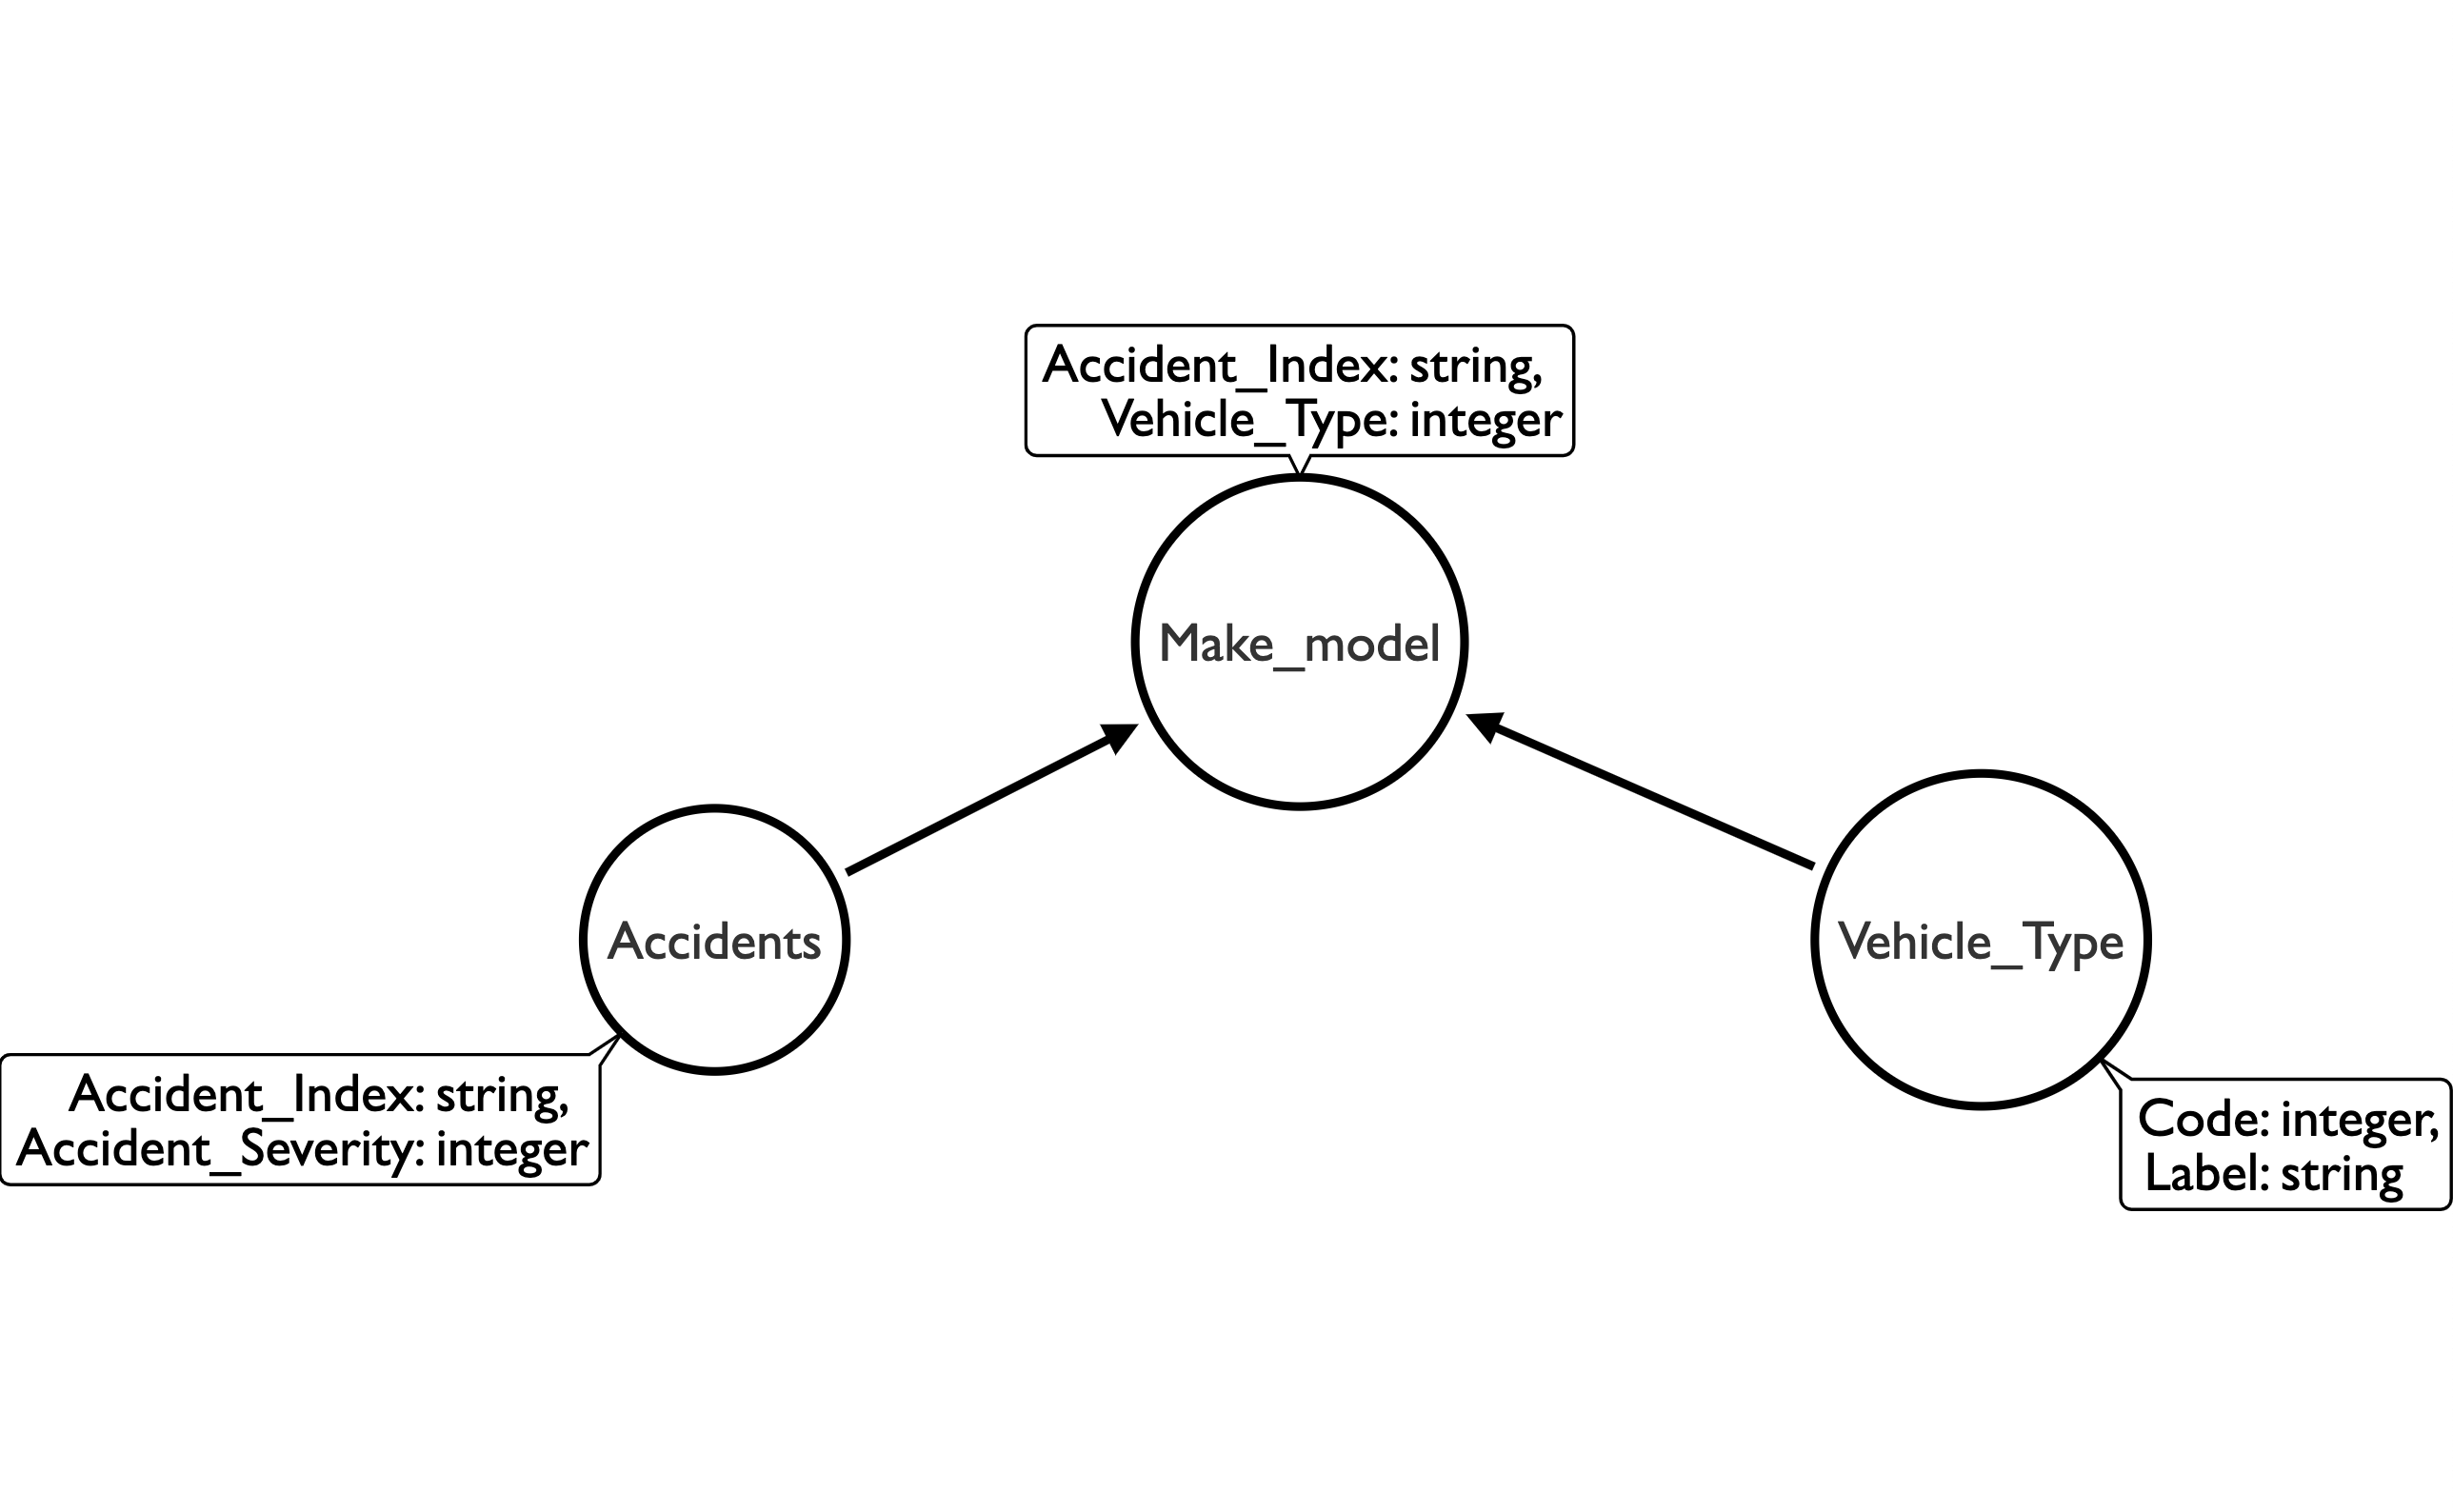 Accident_Index: string,
Vehicle_Type: integer
Make_model
Accidents
Vehicle_Type
Accident_Index: string,
Accident_Severity: integer
Code: integer,
Label: string